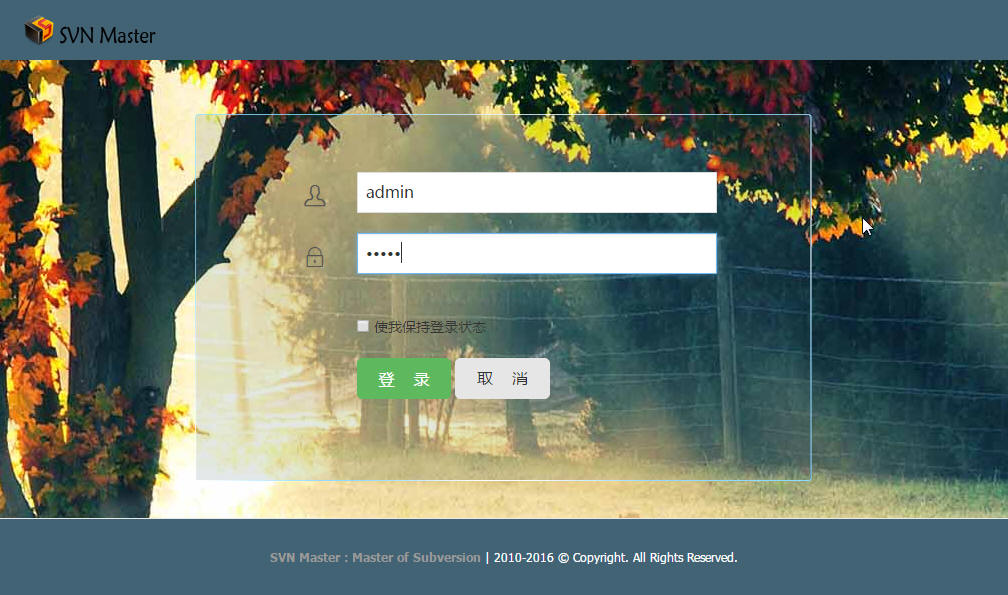 SVN Master
admin
•••••
使我保持登录状态
登 录
取 消
SVN Master : Master of Subversion | 2010-2016 © Copyright. All Rights Reserved.